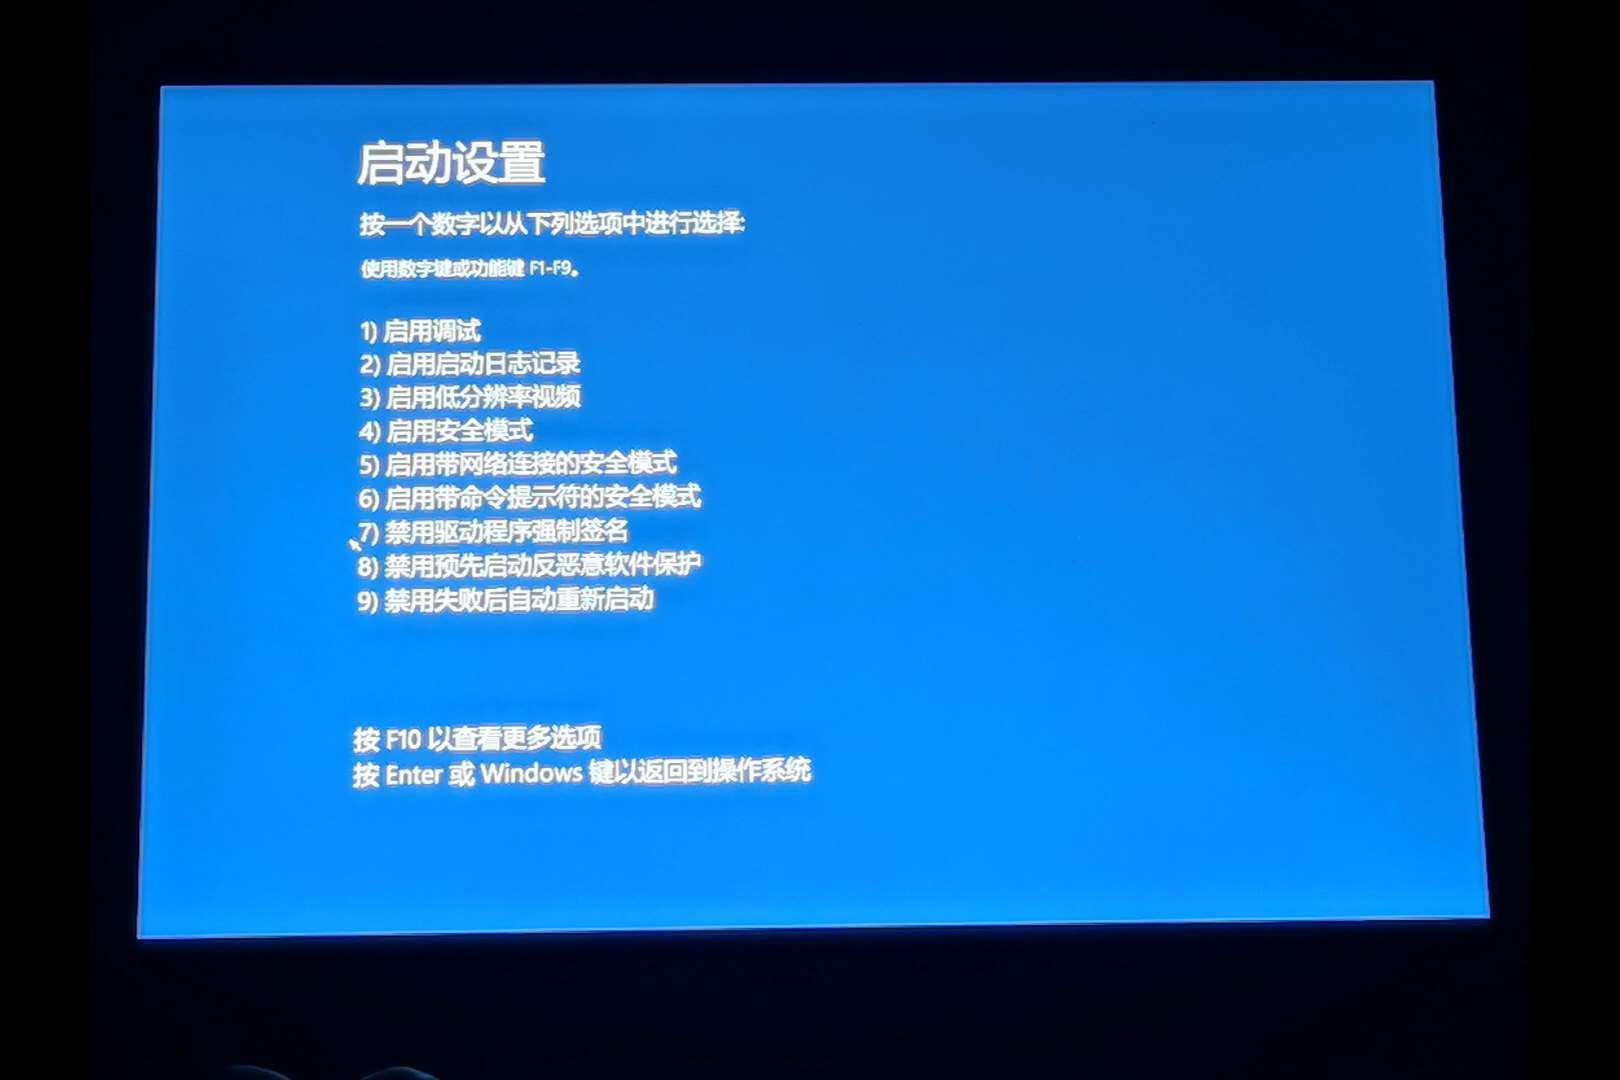 启动设置
按一个数字以从下列选项中进行选择:
使用数字键或功能键 F1-F9。
1) 启用调试
2) 启用启动日志记录
3) 启用低分辨率视频
4) 启用安全模式
5) 启用带网络连接的安全模式
6) 启用带命令提示符的安全模式
7) 禁用驱动程序强制签名
8) 禁用预先启动反恶意软件保护
9) 禁用失败后自动重新启动
按 F10 以查看更多选项
按 Enter 或 Windows 键以返回到操作系统